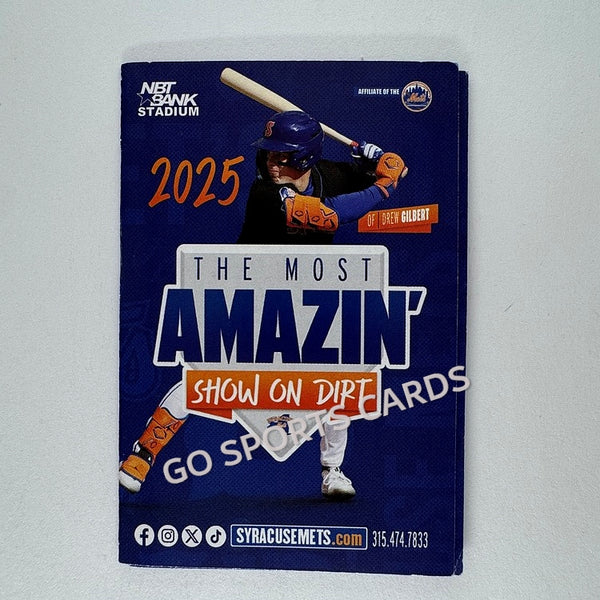 NBT
BANK
STADIUM
AFFILIATE OF THE
Mets
2025
S
OF | DREW GILBERT
THE MOST
AMAZIN'
SHOW ON DIRT
GO SPORTS CARDS
SYRACUSEMETS.com
315.474.7833